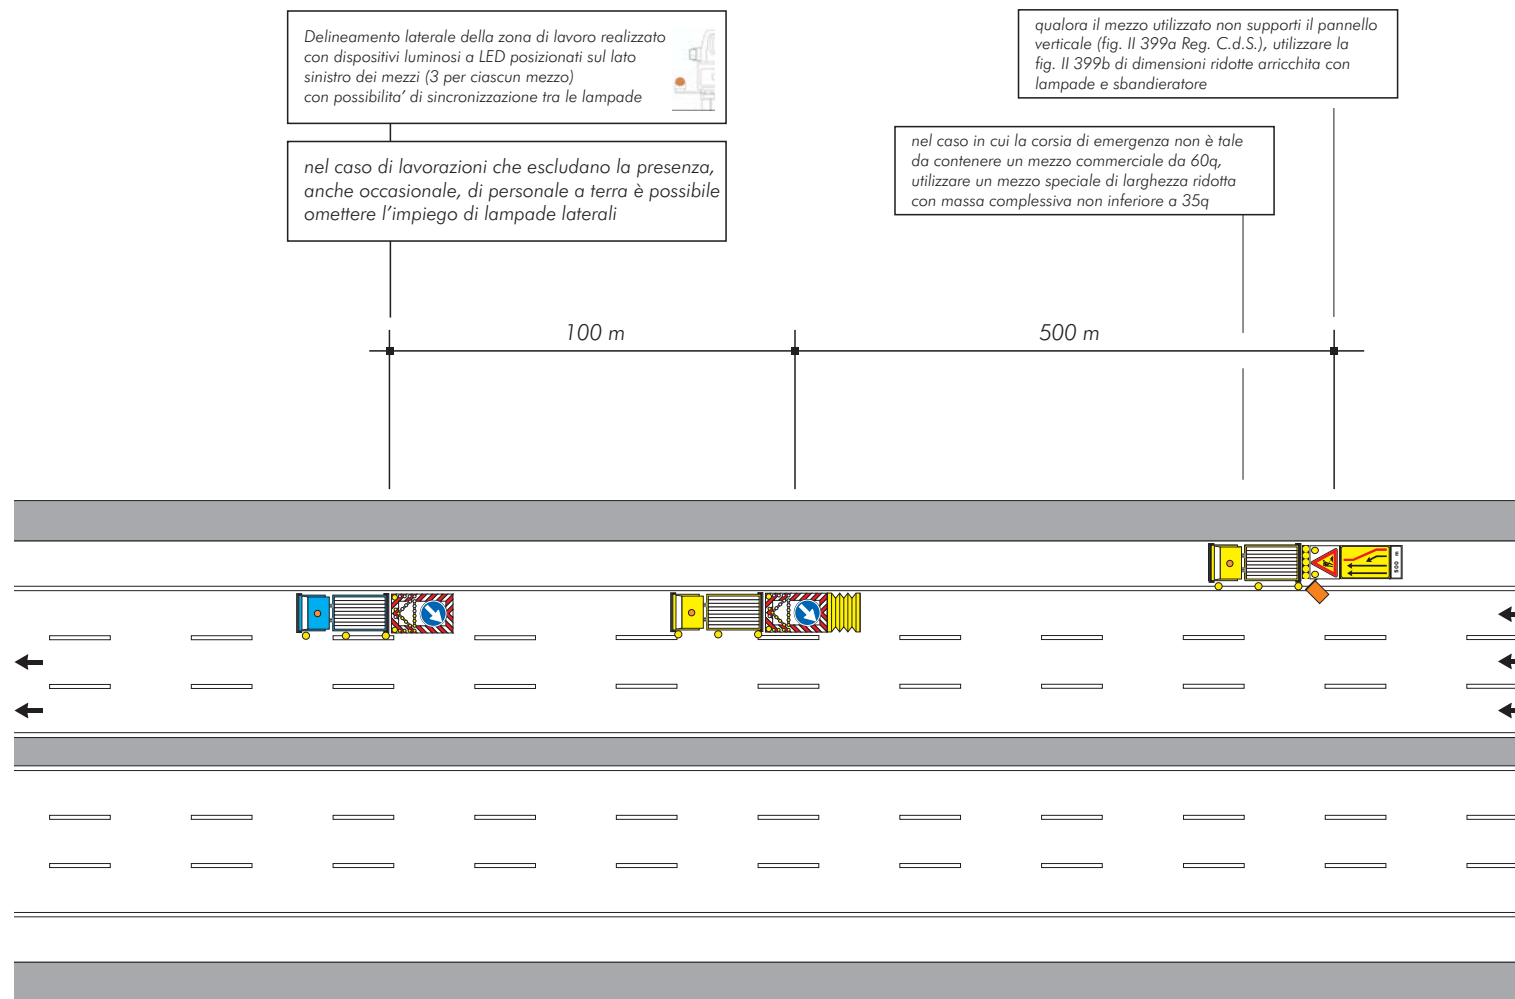 Delineamento laterale della zona di lavoro realizzato
con dispositivi luminosi a LED posizionati sul lato
sinistro dei mezzi (3 per ciascun mezzo)
con possibilita' di sincronizzazione tra le lampade
nel caso di lavorazioni che escludano la presenza,
anche occasionale, di personale a terra è possibile
omettere l'impiego di lampade laterali
qualora il mezzo utilizzato non supporti il pannello
verticale (fig. II 399a Reg. C.d.S.), utilizzare la
fig. II 399b di dimensioni ridotte arricchita con
lampade e sbandieratore
nel caso in cui la corsia di emergenza non è tale
da contenere un mezzo commerciale da 60q,
utilizzare un mezzo speciale di larghezza ridotta
con massa complessiva non inferiore a 35q
100 m
500 m
500 m